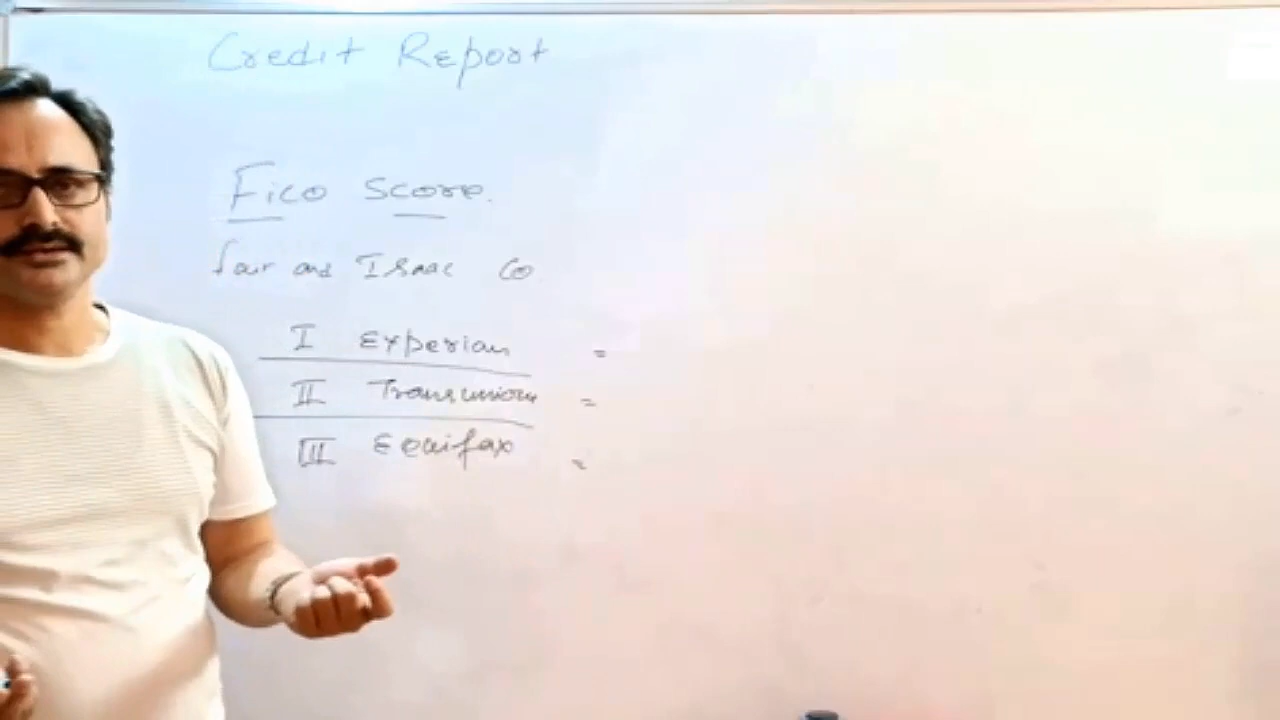 Credit Report
Fico Score.
fair and Isaac Co
I Experian =
II Transunion =
III Equifax =